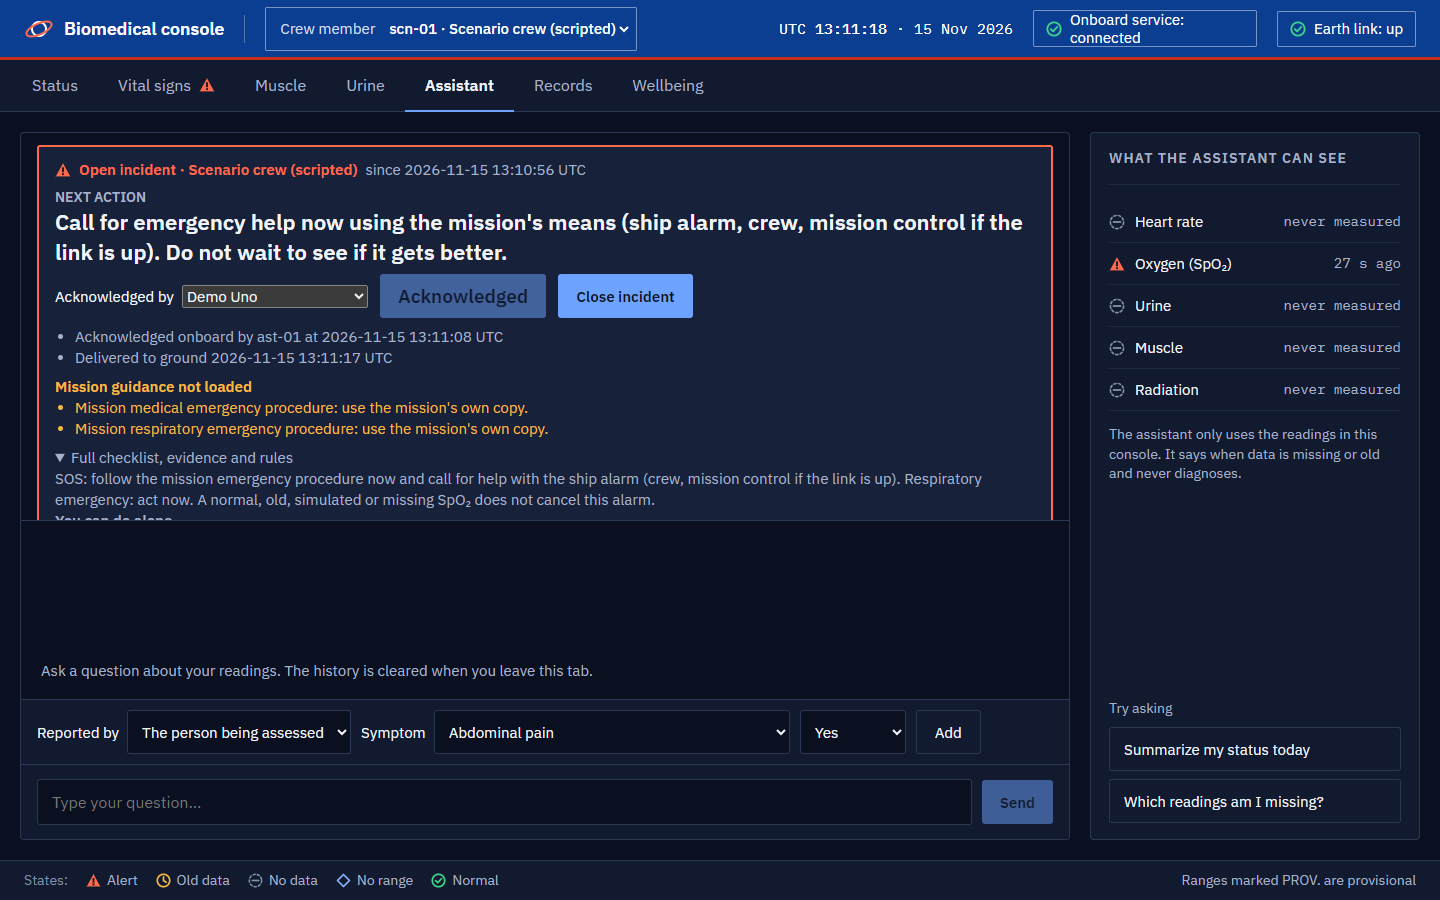 Biomedical console
Crew member scn-01 · Scenario crew (scripted)
UTC 13:11:18 · 15 Nov 2026
Onboard service: connected
Earth link: up
Status
Vital signs
Muscle
Urine
Assistant
Records
Wellbeing
Open incident · Scenario crew (scripted) since 2026-11-15 13:10:56 UTC
NEXT ACTION
Call for emergency help now using the mission's means (ship alarm, crew, mission control if the
link is up). Do not wait to see if it gets better.
Acknowledged by Demo Uno Acknowledged Close incident
• Acknowledged onboard by ast-01 at 2026-11-15 13:11:08 UTC
• Delivered to ground 2026-11-15 13:11:17 UTC
Mission guidance not loaded
• Mission medical emergency procedure: use the mission's own copy.
• Mission respiratory emergency procedure: use the mission's own copy.
Full checklist, evidence and rules
SOS: follow the mission emergency procedure now and call for help with the ship alarm (crew, mission control if the link is up). Respiratory
emergency: act now. A normal, old, simulated or missing SpO₂ does not cancel this alarm.
You can do alone
Ask a question about your readings. The history is cleared when you leave this tab.
Reported by The person being assessed Symptom Abdominal pain Yes Add
Type your question...
Send
WHAT THE ASSISTANT CAN SEE
Heart rate never measured
Oxygen (SpO₂) 27 s ago
Urine never measured
Muscle never measured
Radiation never measured
The assistant only uses the readings in this
console. It says when data is missing or old
and never diagnoses.
Try asking
Summarize my status today
Which readings am I missing?
States: Alert Old data No data No range Normal
Ranges marked PROV. are provisional